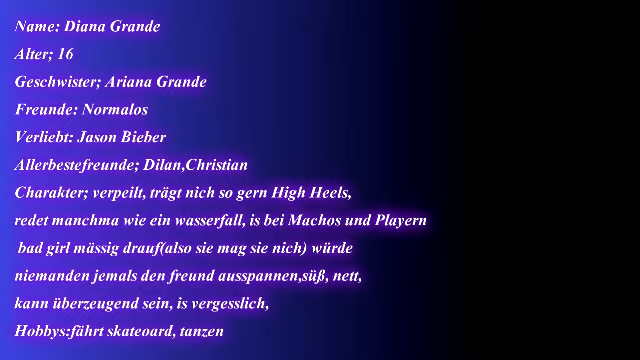 Name: Diana Grande
Alter; 16
Geschwister; Ariana Grande
Freunde: Normalos
Verliebt: Jason Bieber
Allerbestefreunde; Dilan,Christian
Charakter; verpeilt, trägt nich so gern High Heels,
redet manchma wie ein wasserfall, is bei Machos und Playern
bad girl mässig drauf(also sie mag sie nich) würde
niemanden jemals den freund ausspannen,süß, nett,
kann überzeugend sein, is vergesslich,
Hobbys:fährt skateoard, tanzen